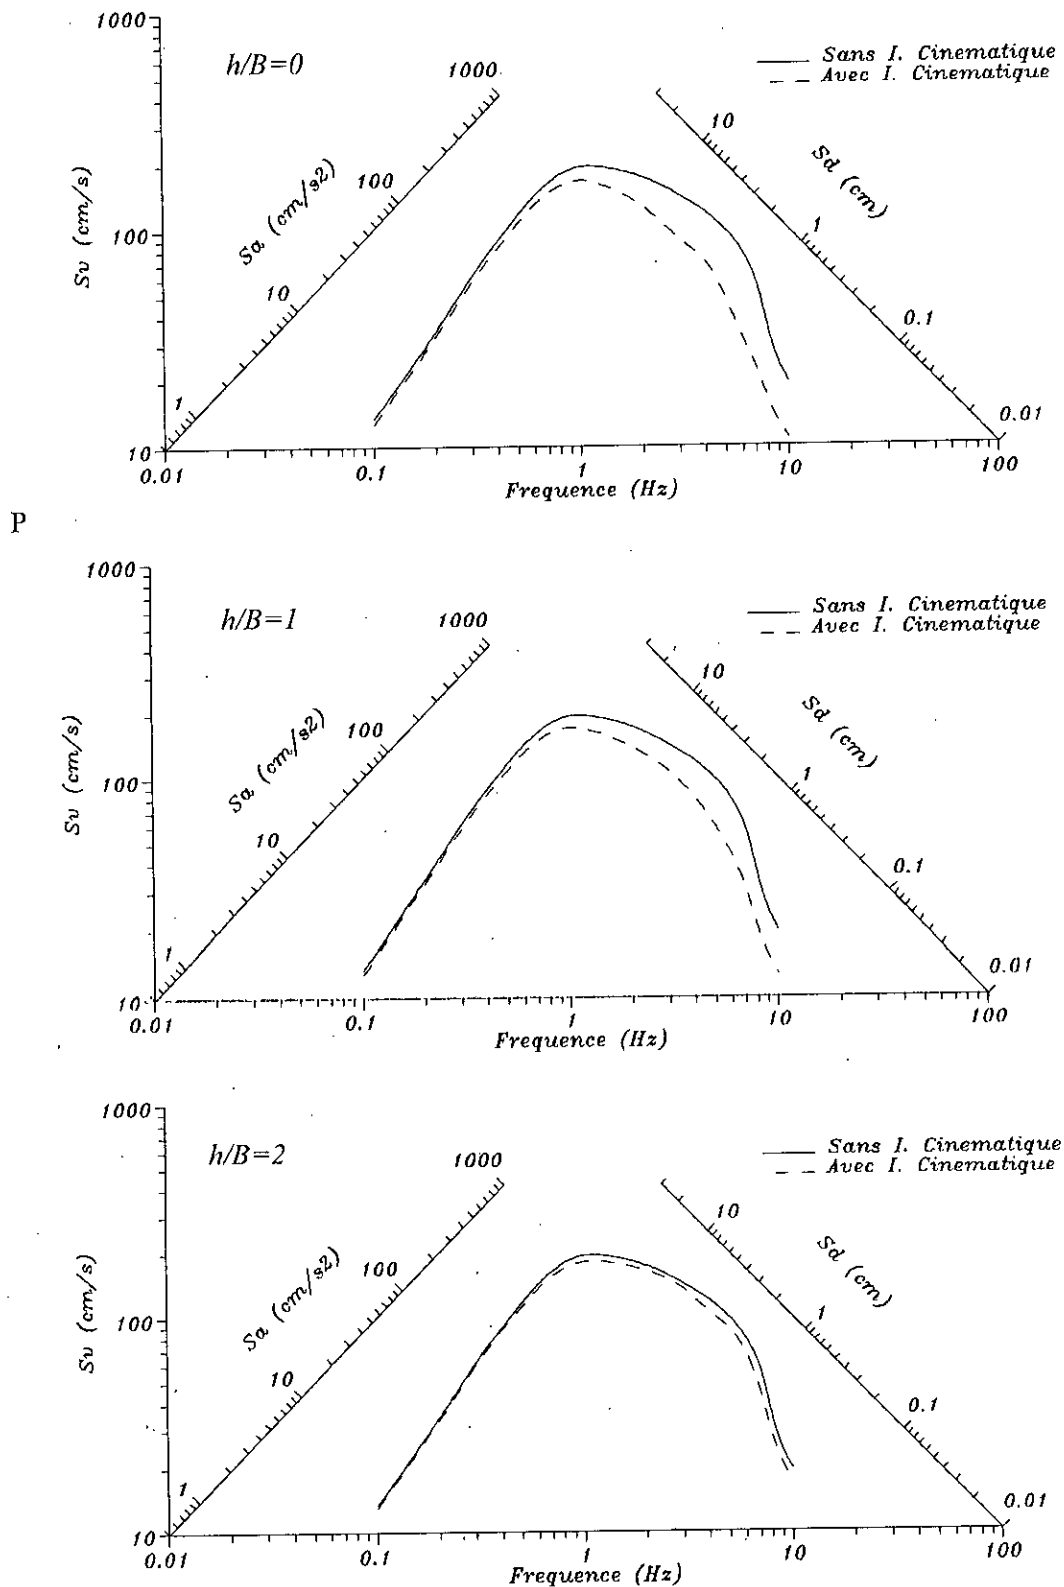 1000
h/B=0
Sans I. Cinematique
Avec I. Cinematique
1000
10
Sd (cm)
Sa (cm/s2)
100
Sv (cm/s)
100
1
10
0.1
1
0.01
10
0.01
0.1
1
10
100
Frequence (Hz)
P
1000
h/B=1
Sans I. Cinematique
Avec I. Cinematique
1000
10
Sd (cm)
Sa (cm/s2)
100
Sv (cm/s)
100
1
10
0.1
1
0.01
10
0.01
0.1
1
10
100
Frequence (Hz)
1000
h/B=2
Sans I. Cinematique
Avec I. Cinematique
1000
10
Sd (cm)
Sa (cm/s2)
100
Sv (cm/s)
100
1
10
0.1
1
0.01
10
0.01
0.1
1
10
100
Frequence (Hz)